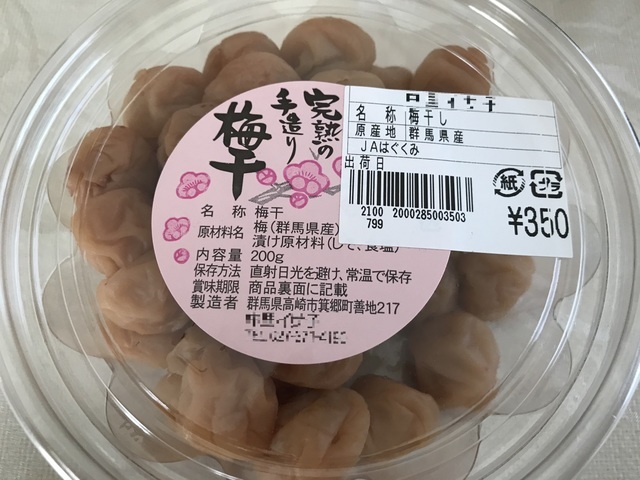 完熟の
手造り
梅干
名 称 梅干し
原産地 群馬県産
JAはぐくみ
出荷日
2100 2000285003503
799
紙 プラ
¥350
名 称 梅干
原材料名 梅(群馬県産)
漬け原材料(しそ、食塩)
内容量 200g
保存方法 直射日光を避け、常温で保存
賞味期限 商品裏面に記載
製造者 群馬県高崎市箕郷町善地217